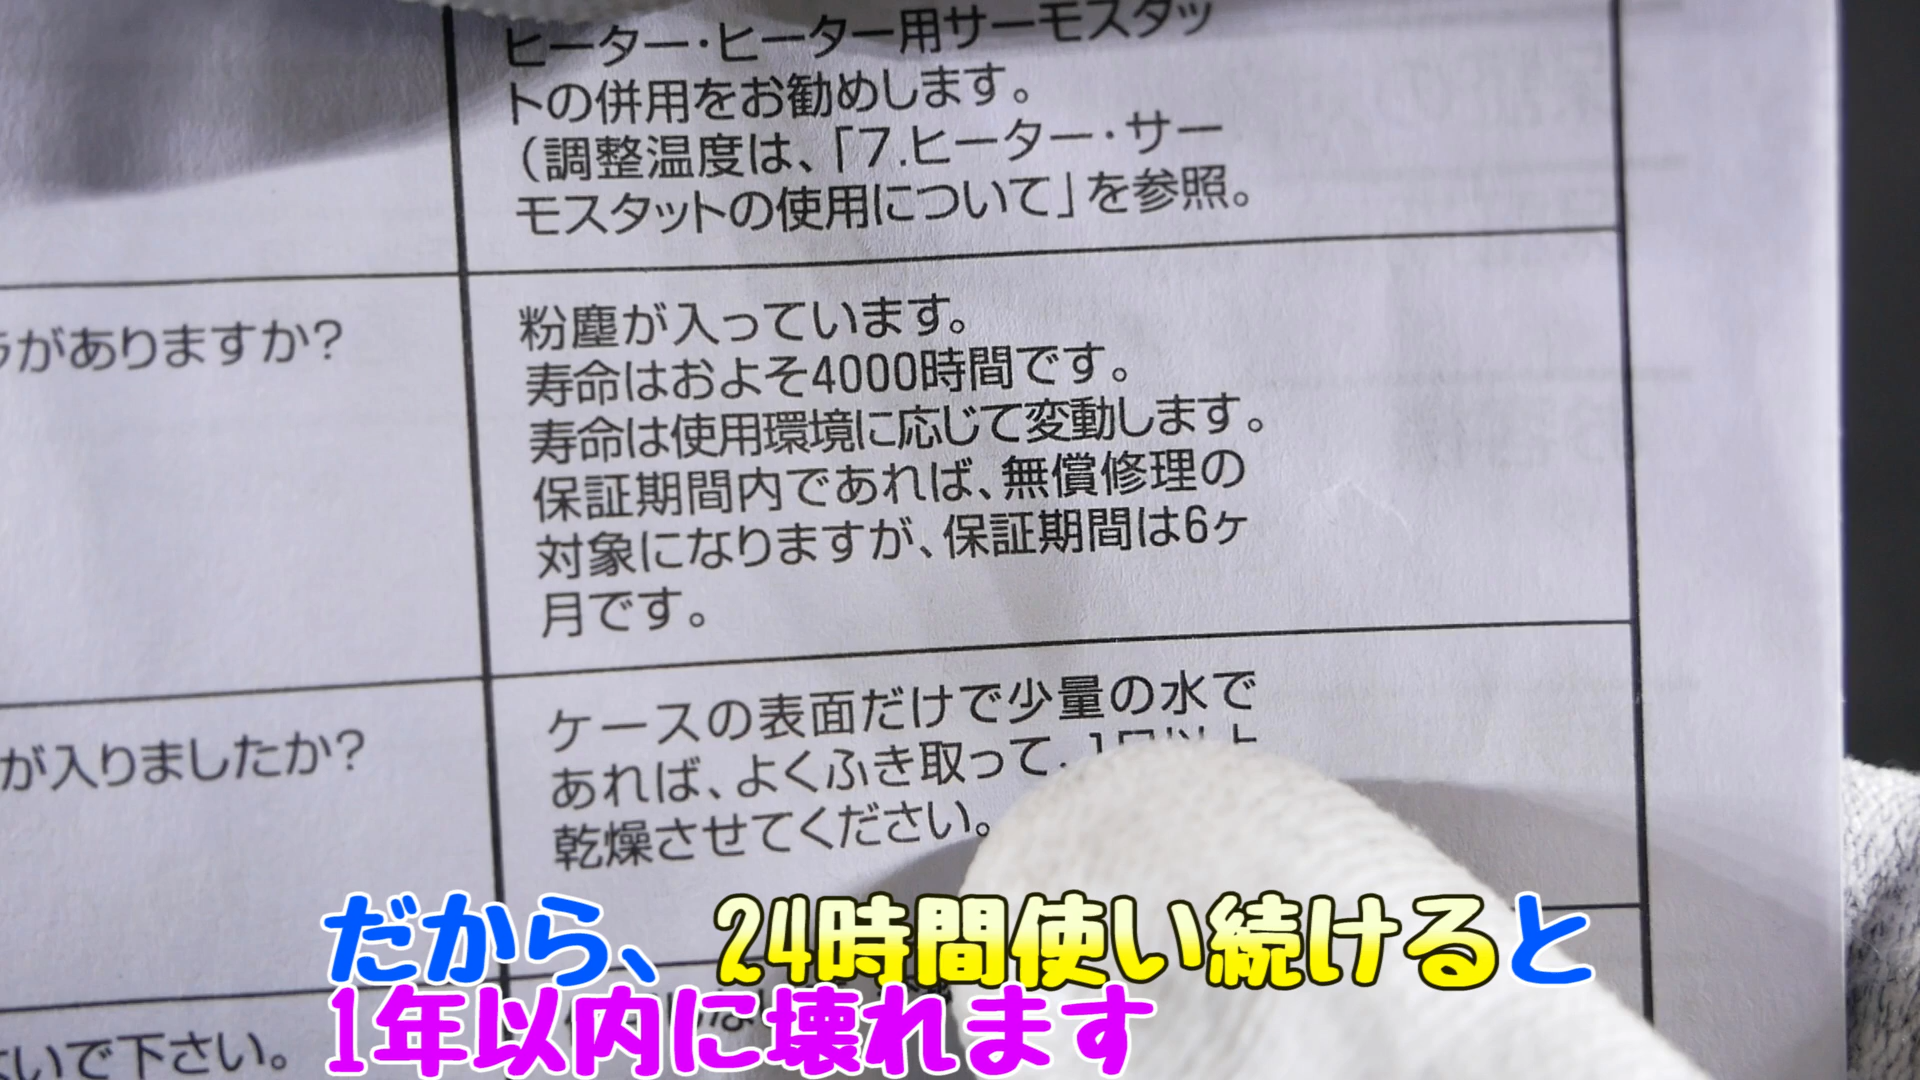 ヒーター・ヒーター用サーモスタッ
トの併用をお勧めします。
(調整温度は、「7.ヒーター・サー
モスタットの使用について」を参照。
がありますか?
粉塵が入っています。
寿命はおよそ4000時間です。
寿命は使用環境に応じて変動します。
保証期間内であれば、無償修理の
対象になりますが、保証期間は6ヶ
月です。
が入りましたか?
ケースの表面だけで少量の水で
あれば、よくふき取って
乾燥させてください。
いで下さい。
だから、24時間使い続けると
1年以内に壊れます